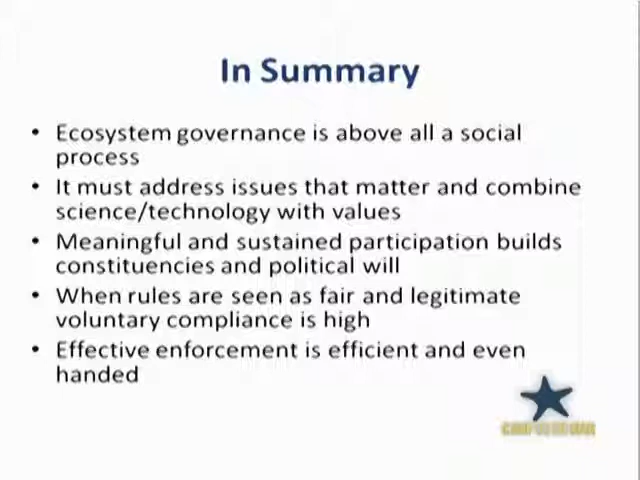 In Summary
• Ecosystem governance is above all a social
process
• It must address issues that matter and combine
science/technology with values
• Meaningful and sustained participation builds
constituencies and political will
• When rules are seen as fair and legitimate
voluntary compliance is high
• Effective enforcement is efficient and even
handed